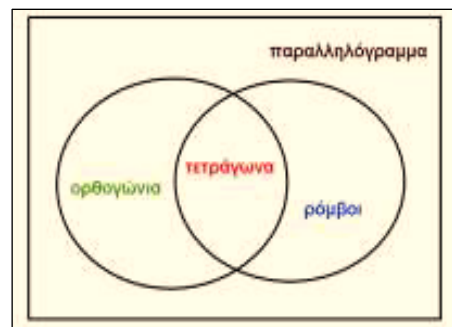 παραλληλόγραμμα
τετράγωνα
ορθογώνια
ρόμβοι